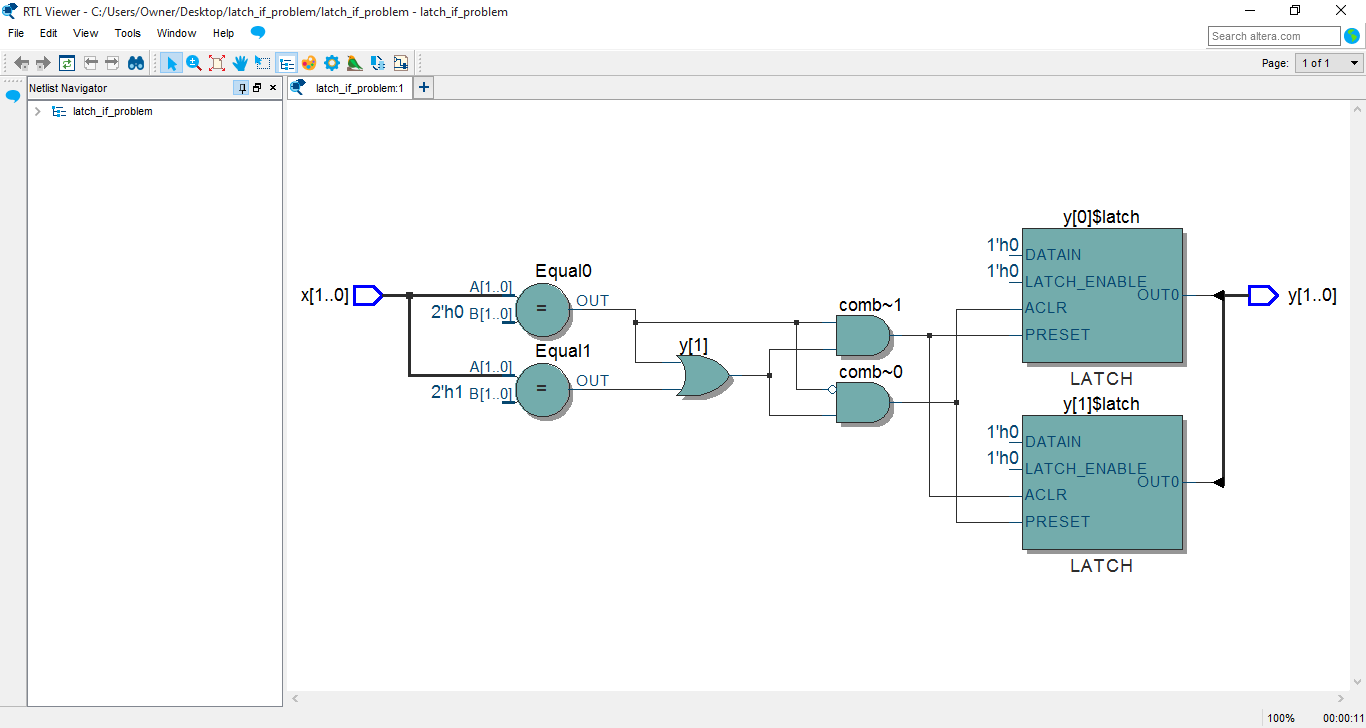 RTL Viewer - C:/Users/Owner/Desktop/latch_if_problem/latch_if_problem - latch_if_problem
File Edit View Tools Window Help
Search altera.com
Page: 1 of 1
Netlist Navigator
latch_if_problem:1
latch_if_problem
y[0]$latch
1'h0
DATAIN
1'h0
LATCH_ENABLE
OUT0
ACLR
PRESET
LATCH
x[1..0]
y[1..0]
Equal0
A[1..0]
OUT
2'h0 B[1..0]
=
Equal1
A[1..0]
OUT
2'h1 B[1..0]
=
y[1]
comb~1
comb~0
y[1]$latch
1'h0
DATAIN
1'h0
LATCH_ENABLE
OUT0
ACLR
PRESET
LATCH
100% 00:00:11